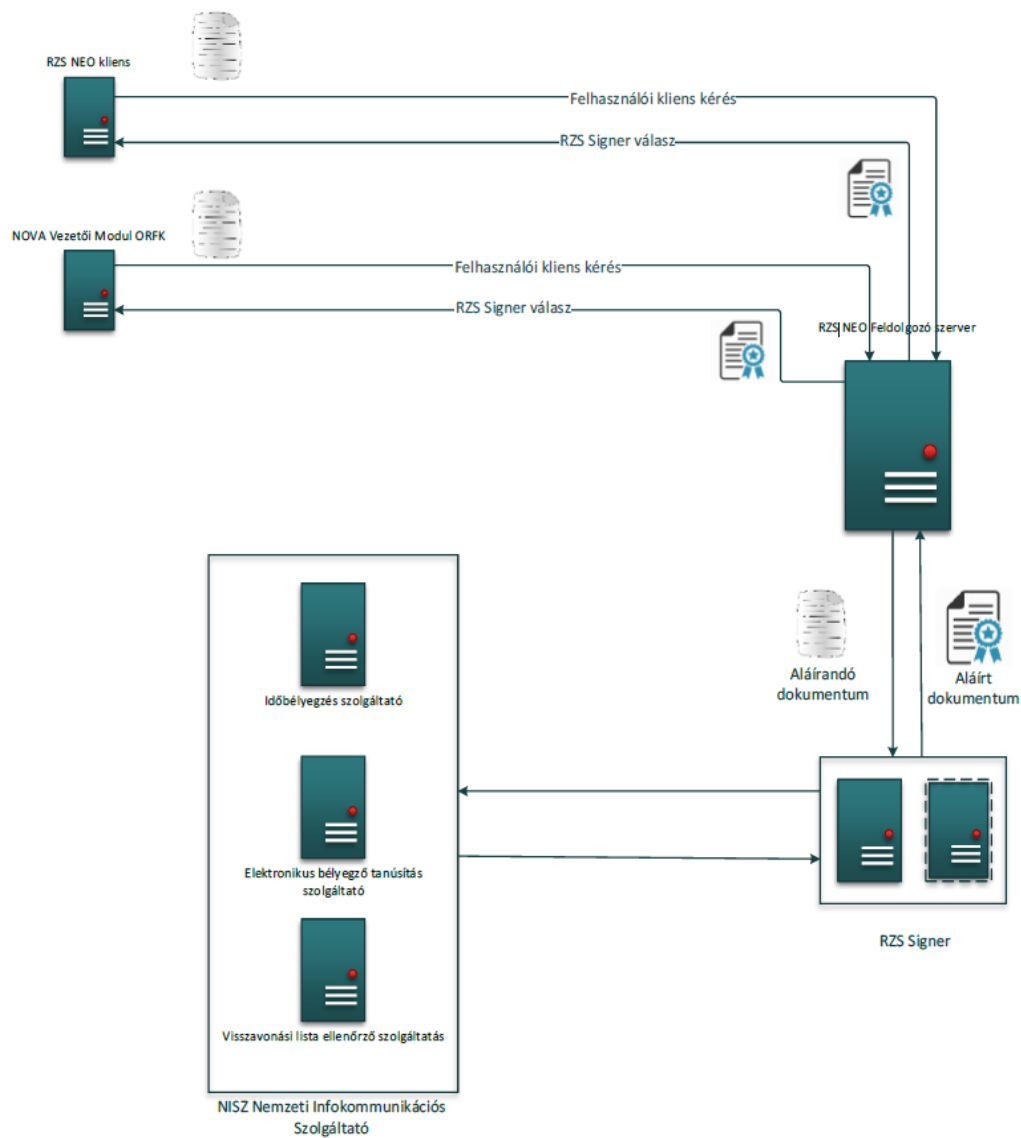 RZS NEO kliens
Felhasználói kliens kérés
RZS Signer válasz
NOVA Vezetői Modul ORFK
Felhasználói kliens kérés
RZS Signer válasz
RZS NEO Feldolgozó szerver
Aláírandó
dokumentum
Aláírt
dokumentum
Időbélyegzés szolgáltató
Elektronikus bélyegző tanúsítás
szolgáltató
Visszavonási lista ellenőrző szolgáltatás
RZS Signer
NISZ Nemzeti Infokommunikációs
Szolgáltató